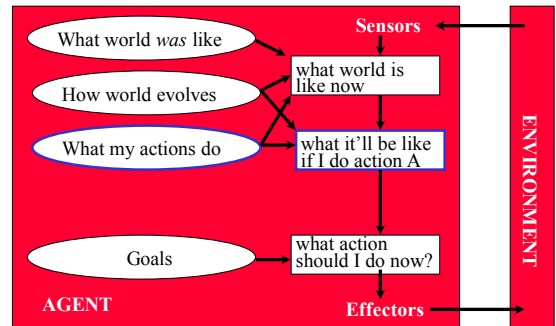 What world was like
Sensors
How world evolves
what world is
like now
What my actions do
what it'll be like
if I do action A
Goals
what action
should I do now?
AGENT
Effectors
ENVIRONMENT